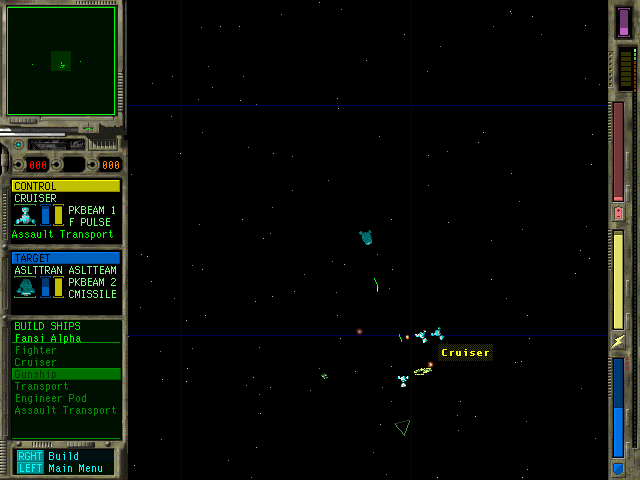 000 000
CONTROL
CRUISER
PKBEAM 1
F PULSE
Assault Transport
TARGET
ASLTTRAN ASLTTEAM
PKBEAM 2
CMISSILE
BUILD SHIPS
Fansi Alpha
Fighter
Cruiser
Gunship
Transport
Engineer Pod
Assault Transport
RGHT Build
LEFT Main Menu
Cruiser